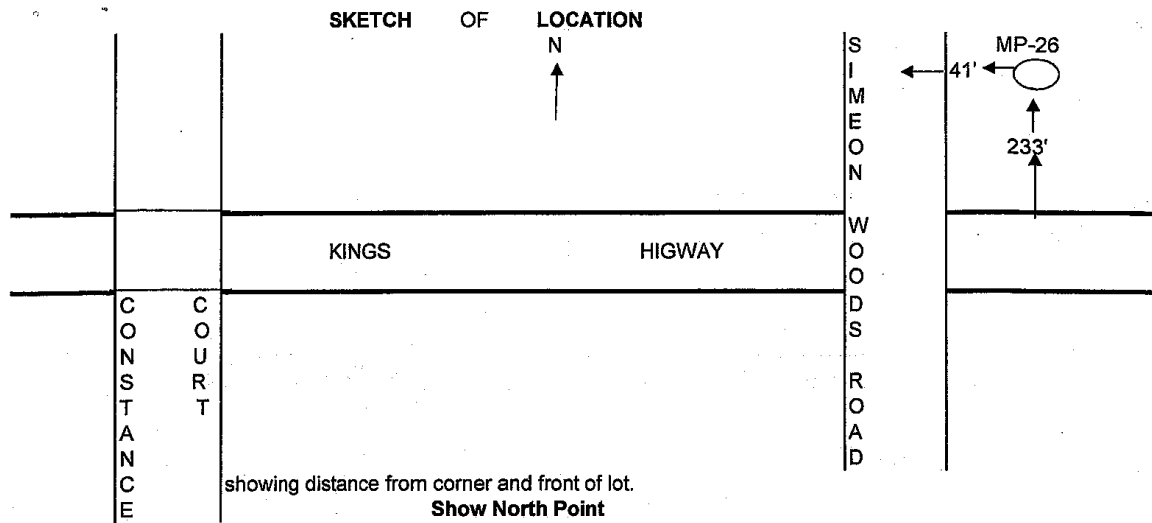 SKETCH OF LOCATION
N
MP-26
41'
233'
SIMEON WOODS ROAD
KINGS HIGWAY
CONSTANCE
COURT
showing distance from corner and front of lot.
Show North Point